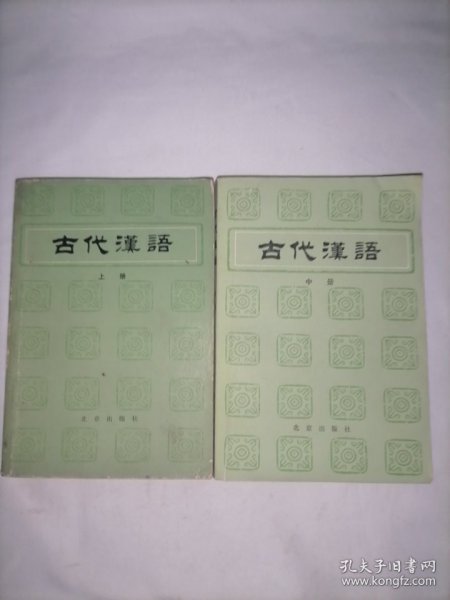 古代漢語
上册
北京出版社
古代漢語
中册
北京出版社
孔夫子旧书网
www.kongfz.com